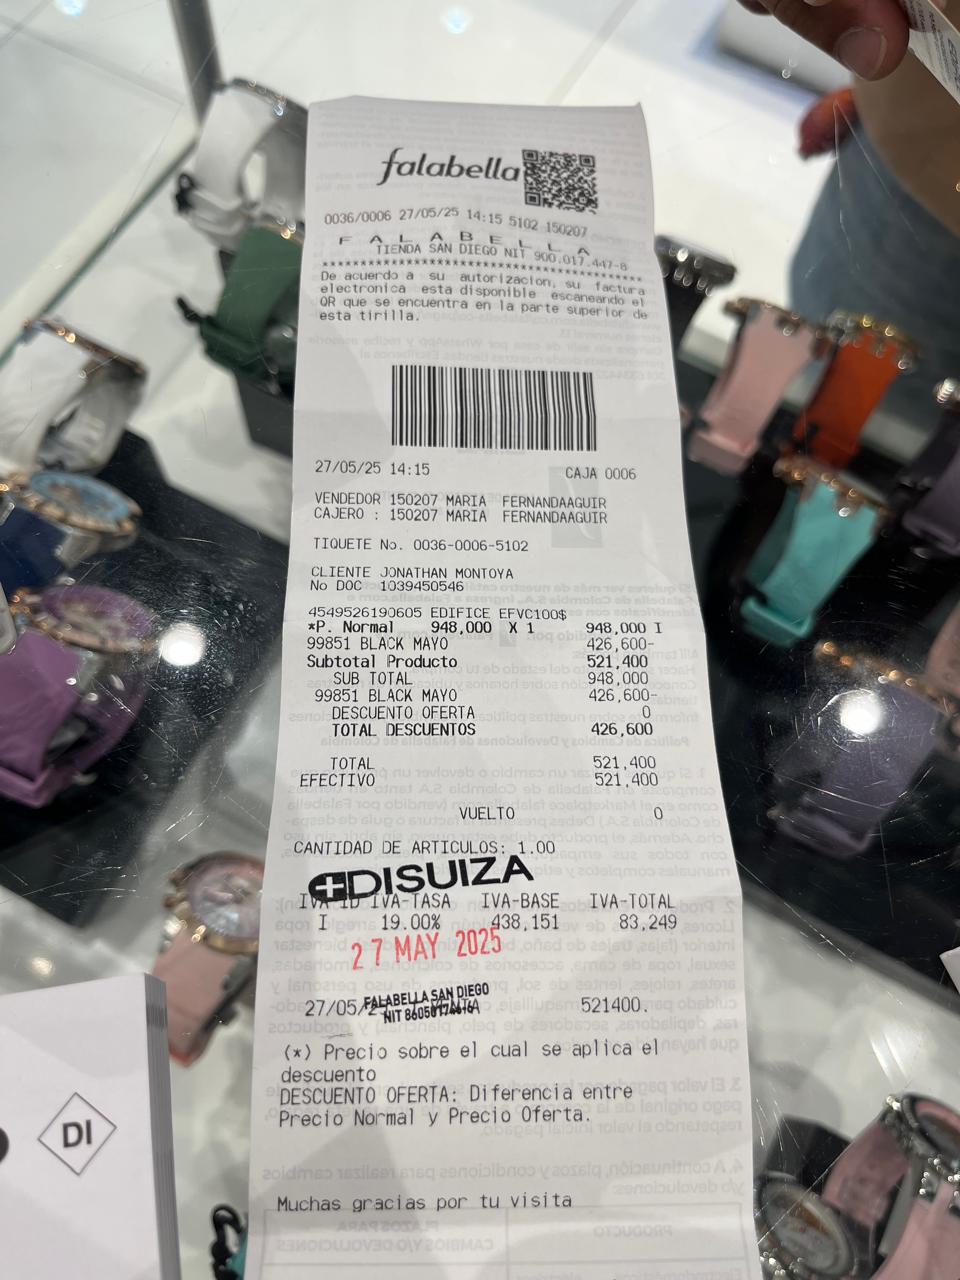 falabella
0036/0006 27/05/25 14:15 5102 150207
F A L A B E L L A
TIENDA SAN DIEGO NIT 900.017.447-8
****************************************
De acuerdo a su autorizacion, su factura
electronica esta disponible escaneando el
QR que se encuentra en la parte superior de
esta tirilla.
27/05/25 14:15 CAJA 0006
VENDEDOR 150207 MARIA FERNANDAAGUIR
CAJERO : 150207 MARIA FERNANDAAGUIR
TIQUETE No. 0036-0006-5102
CLIENTE JONATHAN MONTOYA
No DOC 1039450546
4549526190605 EDIFICE EFVC100$
*P. Normal 948,000 X 1 948,000 I
99851 BLACK MAYO 426,600-
Subtotal Producto 521,400
SUB TOTAL 948,000
99851 BLACK MAYO 426,600-
DESCUENTO OFERTA 0
TOTAL DESCUENTOS 426,600
TOTAL 521,400
EFECTIVO 521,400
VUELTO 0
CANTIDAD DE ARTICULOS: 1.00
DISUIZA
IVA-ID IVA-TASA IVA-BASE IVA-TOTAL
I 19.00% 438,151 83,249
27 MAY 2025
FALABELLA SAN DIEGO
27/05/2 521400.
(*) Precio sobre el cual se aplica el
descuento
DESCUENTO OFERTA: Diferencia entre
Precio Normal y Precio Oferta.
Muchas gracias por tu visita
DI